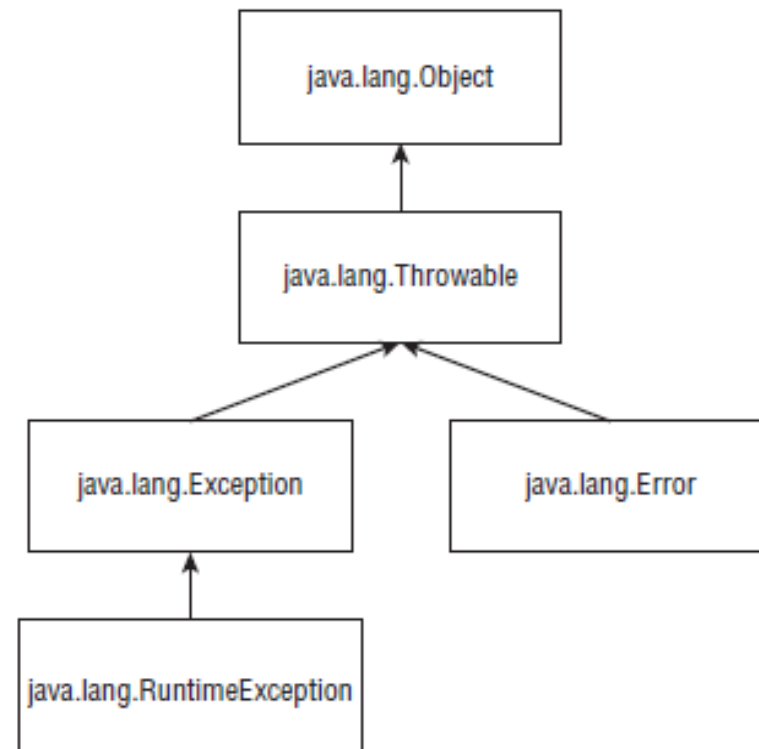 java.lang.Object
java.lang.Throwable
java.lang.Exception
java.lang.Error
java.lang.RuntimeException